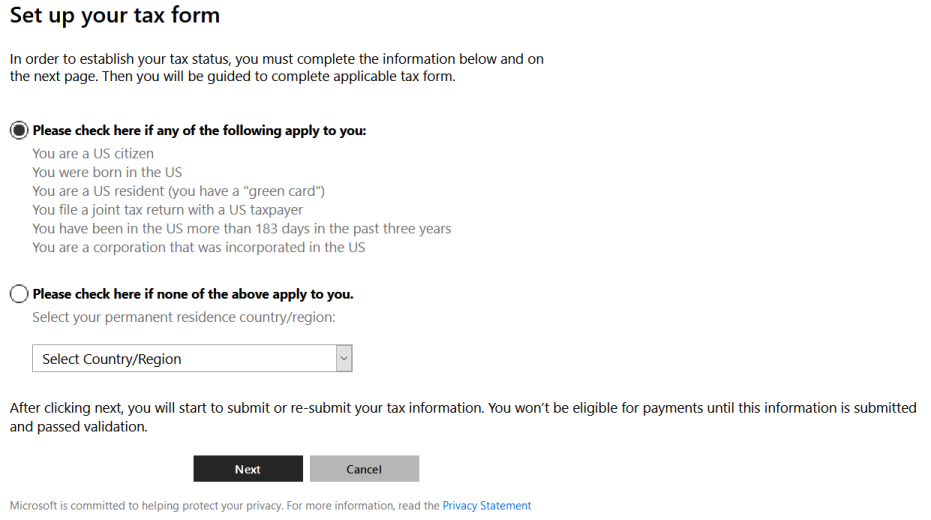 Set up your tax form
In order to establish your tax status, you must complete the information below and on
the next page. Then you will be guided to complete applicable tax form.
Please check here if any of the following apply to you:
You are a US citizen
You were born in the US
You are a US resident (you have a "green card")
You file a joint tax return with a US taxpayer
You have been in the US more than 183 days in the past three years
You are a corporation that was incorporated in the US
Please check here if none of the above apply to you.
Select your permanent residence country/region:
Select Country/Region
After clicking next, you will start to submit or re-submit your tax information. You won't be eligible for payments until this information is submitted
and passed validation.
Next Cancel
Microsoft is committed to helping protect your privacy. For more information, read the Privacy Statement